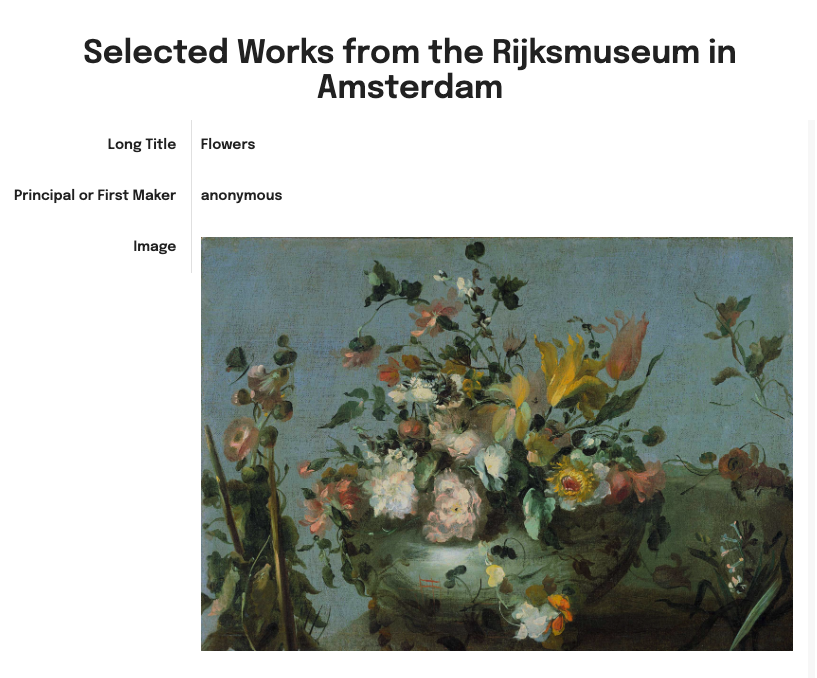 Selected Works from the Rijksmuseum in
Amsterdam
Long Title Flowers
Principal or First Maker anonymous
Image